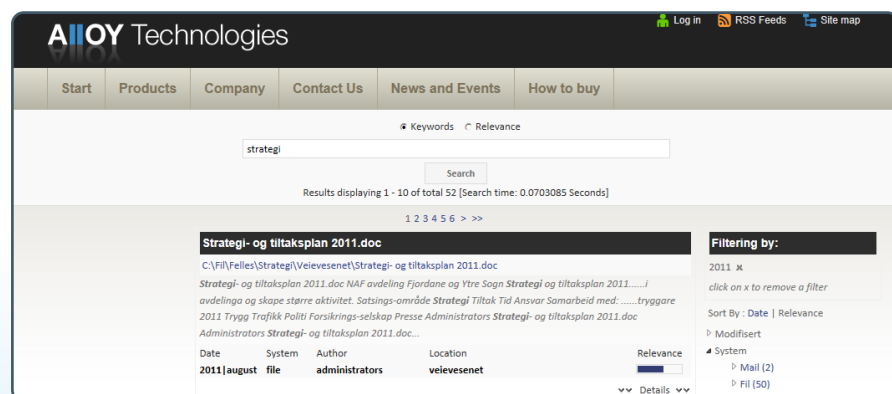 AllOY Technologies
Log in RSS Feeds Site map
Start Products Company Contact Us News and Events How to buy
Keywords Relevance
strategi
Search
Results displaying 1 - 10 of total 52 [Search time: 0.0703085 Seconds]
1 2 3 4 5 6 > >>
Strategi- og tiltaksplan 2011.doc
C:\Fil\Felles\Strategi\Veievesenet\Strategi- og tiltaksplan 2011.doc
Strategi- og tiltaksplan 2011.doc NAF avdeling Fjordane og Ytre Sogn Strategi og tiltaksplan 2011......i
avdelinga og skape større aktivitet. Satsings-område Strategi Tiltak Tid Ansvar Samarbeid med: ......tryggare
2011 Trygg Trafikk Politi Forsikrings-selskap Presse Administrators Strategi- og tiltaksplan 2011.doc
Administrators Strategi- og tiltaksplan 2011.doc...
Date System Author Location Relevance
2011|august file administrators veievesenet
Details
Filtering by:
2011 x
click on x to remove a filter
Sort By : Date | Relevance
Modifisert
System
Mail (2)
Fil (50)